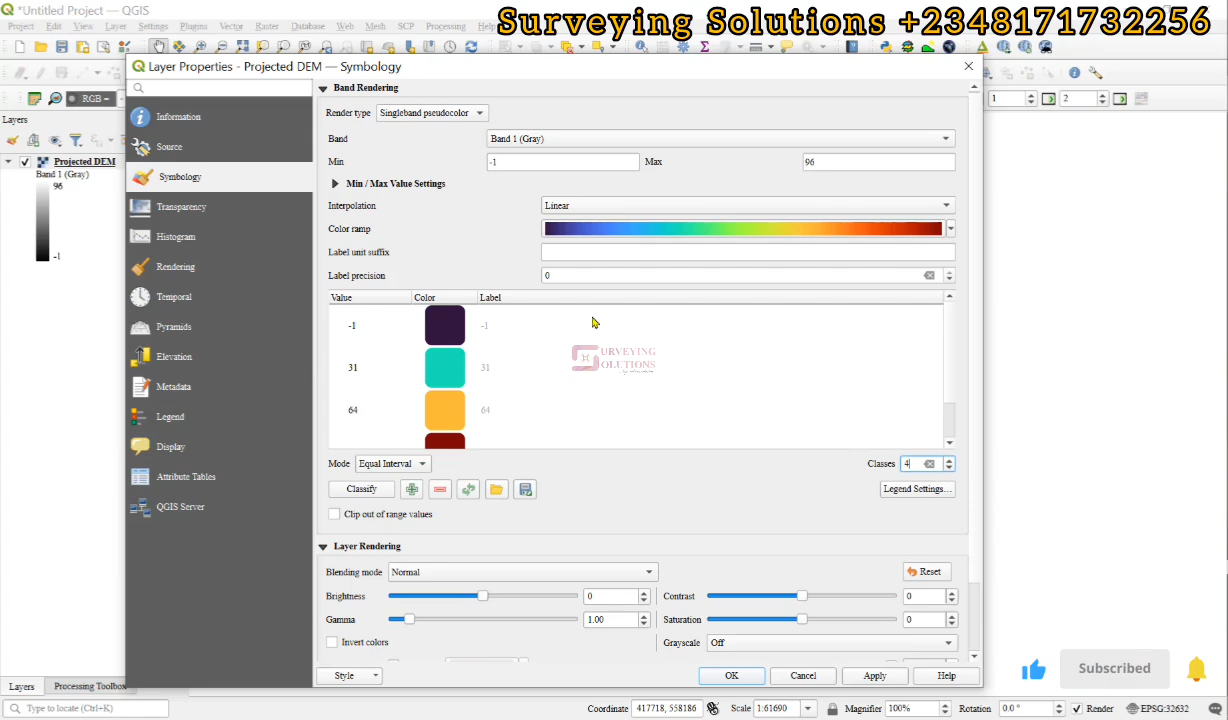 *Untitled Project — QGIS
Surveying Solutions +2348171732256
Project Edit View Layer Settings Plugins Vector Raster Database Web Mesh SCP Processing Help
Layer Properties - Projected DEM — Symbology
RGB
1 2
Layers
Projected DEM
Band 1 (Gray)
96
-1
Information
Source
Symbology
Transparency
Histogram
Rendering
Temporal
Pyramids
Elevation
Metadata
Legend
Display
Attribute Tables
QGIS Server
Band Rendering
Render type Singleband pseudocolor
Band Band 1 (Gray)
Min -1 Max 96
Min / Max Value Settings
Interpolation Linear
Color ramp
Label unit suffix
Label precision 0
Value Color Label
-1 -1
31 31
64 64
SURVEYING
SOLUTIONS
Mode Equal Interval Classes 4
Classify Legend Settings...
Clip out of range values
Layer Rendering
Blending mode Normal Reset
Brightness 0 Contrast 0
Gamma 1.00 Saturation 0
Invert colors Grayscale Off
Style OK Cancel Apply Help
Subscribed
Layers Processing Toolbox
Type to locate (Ctrl+K) Coordinate 417718, 558186 Scale 1:61690 Magnifier 100% Rotation 0.0 ° Render EPSG:32632